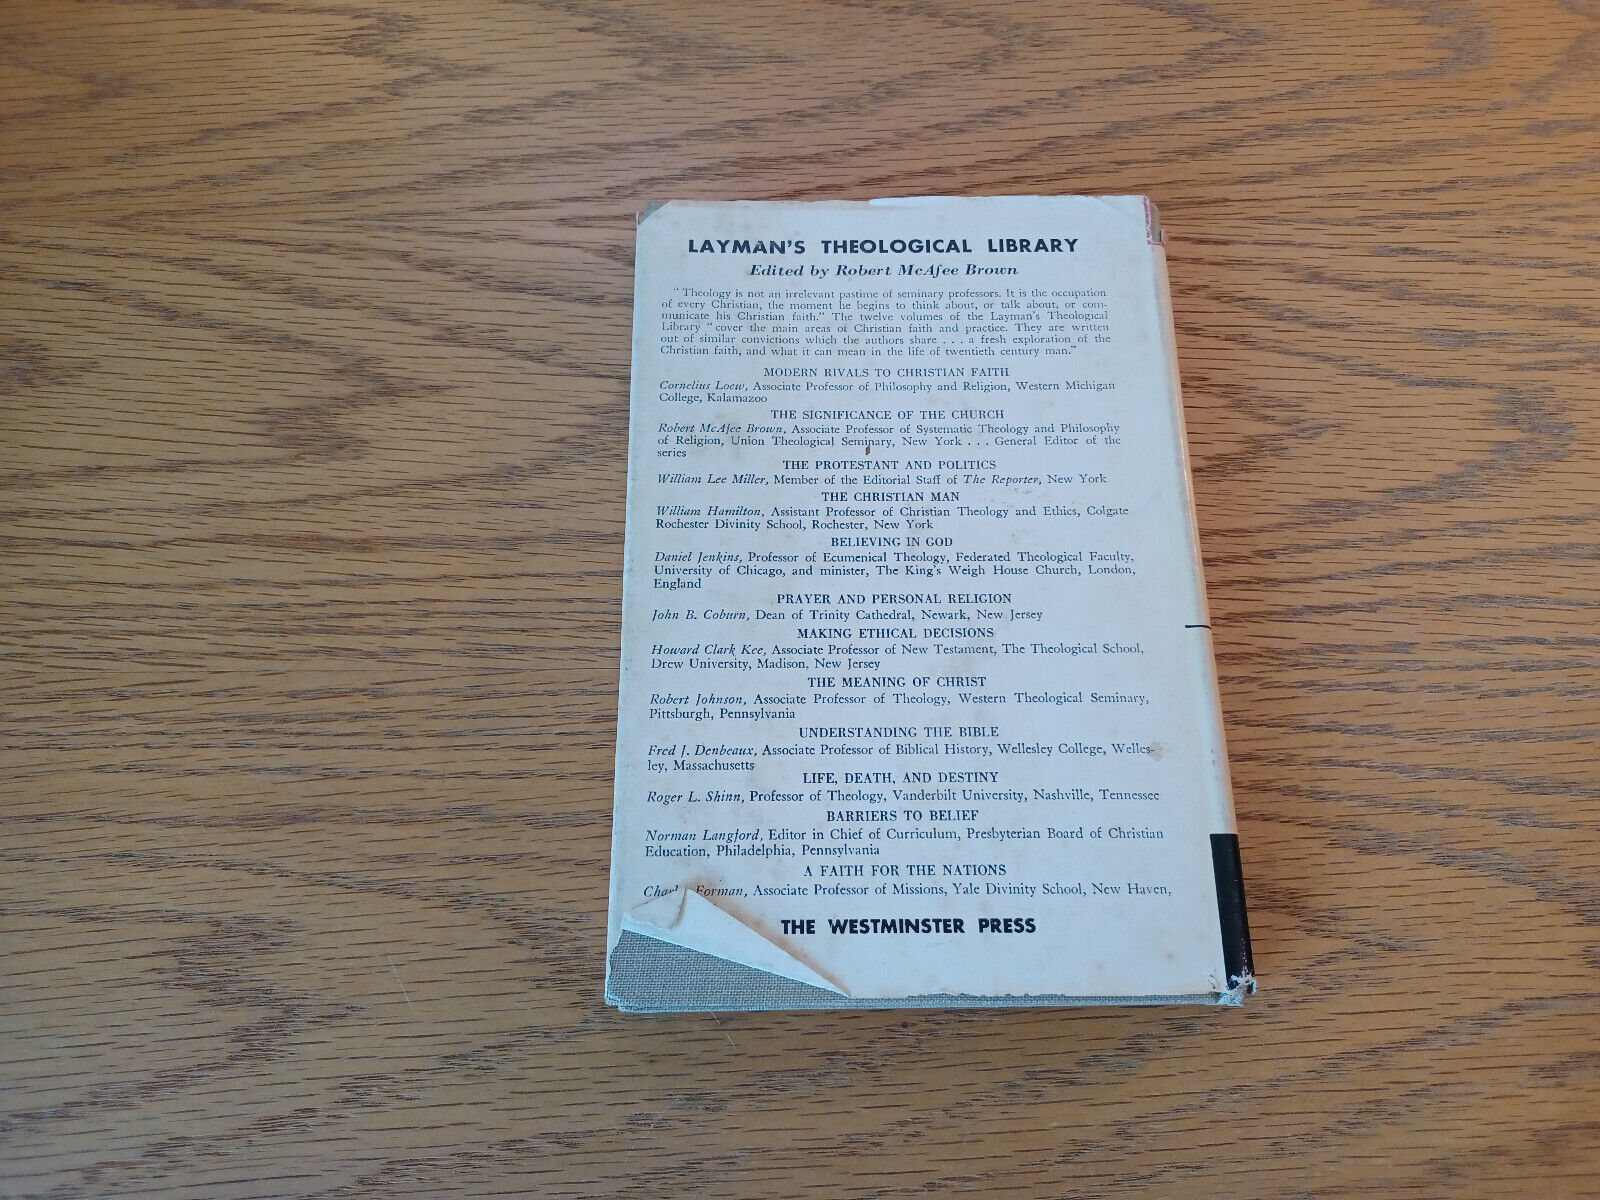 LAYMAN'S THEOLOGICAL LIBRARY
Edited by Robert McAfee Brown
" Theology is not an irrelevant pastime of seminary professors. It is the occupation
of every Christian, the moment he begins to think about, or talk about, or com-
municate his Christian faith." The twelve volumes of the Layman's Theological
Library " cover the main areas of Christian faith and practice. They are written
out of similar convictions which the authors share . . . a fresh exploration of the
Christian faith, and what it can mean in the life of twentieth century man."
MODERN RIVALS TO CHRISTIAN FAITH
Cornelius Loew, Associate Professor of Philosophy and Religion, Western Michigan
College, Kalamazoo
THE SIGNIFICANCE OF THE CHURCH
Robert McAfee Brown, Associate Professor of Systematic Theology and Philosophy
of Religion, Union Theological Seminary, New York . . . General Editor of the
series
THE PROTESTANT AND POLITICS
William Lee Miller, Member of the Editorial Staff of The Reporter, New York
THE CHRISTIAN MAN
William Hamilton, Assistant Professor of Christian Theology and Ethics, Colgate
Rochester Divinity School, Rochester, New York
BELIEVING IN GOD
Daniel Jenkins, Professor of Ecumenical Theology, Federated Theological Faculty,
University of Chicago, and minister, The King's Weigh House Church, London,
England
PRAYER AND PERSONAL RELIGION
John B. Coburn, Dean of Trinity Cathedral, Newark, New Jersey
MAKING ETHICAL DECISIONS
Howard Clark Kee, Associate Professor of New Testament, The Theological School,
Drew University, Madison, New Jersey
THE MEANING OF CHRIST
Robert Johnson, Associate Professor of Theology, Western Theological Seminary,
Pittsburgh, Pennsylvania
UNDERSTANDING THE BIBLE
Fred J. Denbeaux, Associate Professor of Biblical History, Wellesley College, Welles-
ley, Massachusetts
LIFE, DEATH, AND DESTINY
Roger L. Shinn, Professor of Theology, Vanderbilt University, Nashville, Tennessee
BARRIERS TO BELIEF
Norman Langford, Editor in Chief of Curriculum, Presbyterian Board of Christian
Education, Philadelphia, Pennsylvania
A FAITH FOR THE NATIONS
Forman, Associate Professor of Missions, Yale Divinity School, New Haven,
THE WESTMINSTER PRESS